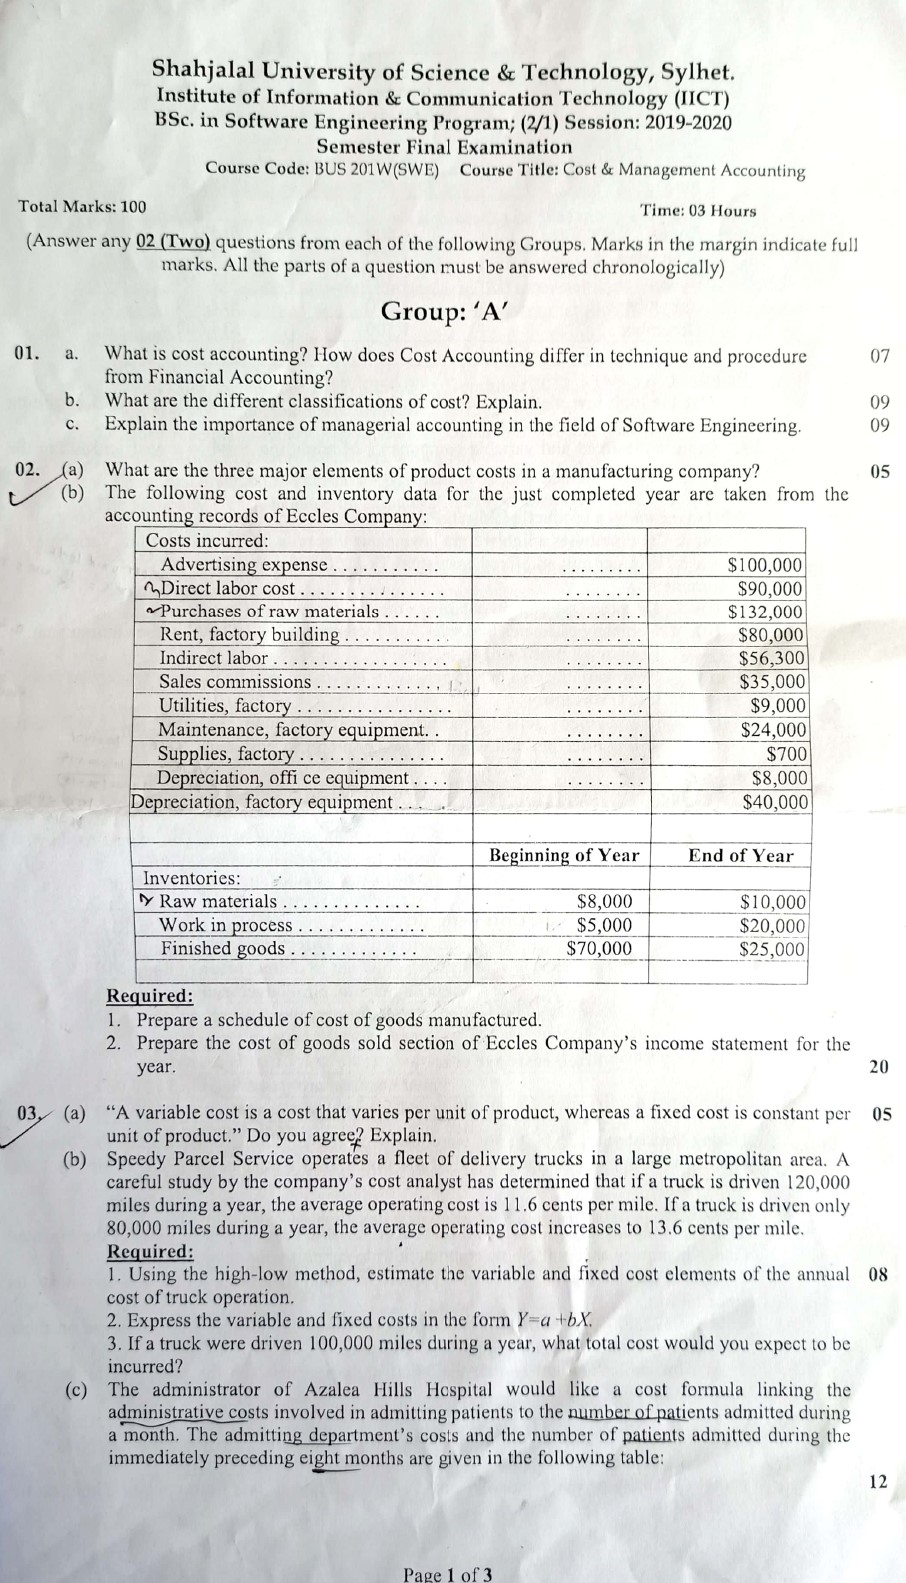 Shahjalal University of Science & Technology, Sylhet.
Institute of Information & Communication Technology (IICT)
BSc. in Software Engineering Program; (2/1) Session: 2019-2020
Semester Final Examination
Course Code: BUS 201W(SWE) Course Title: Cost & Management Accounting
Total Marks: 100 Time: 03 Hours
(Answer any 02 (Two) questions from each of the following Groups. Marks in the margin indicate full
marks. All the parts of a question must be answered chronologically)
Group: 'A'
01. a. What is cost accounting? How does Cost Accounting differ in technique and procedure 07
from Financial Accounting?
b. What are the different classifications of cost? Explain. 09
c. Explain the importance of managerial accounting in the field of Software Engineering. 09
02. (a) What are the three major elements of product costs in a manufacturing company? 05
(b) The following cost and inventory data for the just completed year are taken from the
accounting records of Eccles Company:
Costs incurred:
Advertising expense . . . . . . . . . . . . . . . . . . . . $100,000
Direct labor cost . . . . . . . . . . . . . . . . . . . . . . . $90,000
Purchases of raw materials . . . . . . . . . . . . . . $132,000
Rent, factory building . . . . . . . . . . . . . . . . . . . $80,000
Indirect labor . . . . . . . . . . . . . . . . . . . . . . . . . . $56,300
Sales commissions . . . . . . . . . . . . . . . . . . . . . $35,000
Utilities, factory . . . . . . . . . . . . . . . . . . . . . . . . $9,000
Maintenance, factory equipment. . . . . . . . . . $24,000
Supplies, factory . . . . . . . . . . . . . . . . . . . . . . . $700
Depreciation, offi ce equipment . . . . . . . . . . . . $8,000
Depreciation, factory equipment . . . . . $40,000
Beginning of Year End of Year
Inventories:
Raw materials . . . . . . . . . . . . . . $8,000 $10,000
Work in process . . . . . . . . . . . . . $5,000 $20,000
Finished goods . . . . . . . . . . . . . $70,000 $25,000
Required:
1. Prepare a schedule of cost of goods manufactured.
2. Prepare the cost of goods sold section of Eccles Company's income statement for the
year. 20
03. (a) "A variable cost is a cost that varies per unit of product, whereas a fixed cost is constant per 05
unit of product." Do you agree? Explain.
(b) Speedy Parcel Service operates a fleet of delivery trucks in a large metropolitan area. A
careful study by the company's cost analyst has determined that if a truck is driven 120,000
miles during a year, the average operating cost is 11.6 cents per mile. If a truck is driven only
80,000 miles during a year, the average operating cost increases to 13.6 cents per mile.
Required:
1. Using the high-low method, estimate the variable and fixed cost elements of the annual 08
cost of truck operation.
2. Express the variable and fixed costs in the form Y=a +bX.
3. If a truck were driven 100,000 miles during a year, what total cost would you expect to be
incurred?
(c) The administrator of Azalea Hills Hospital would like a cost formula linking the
administrative costs involved in admitting patients to the number of patients admitted during
a month. The admitting department's costs and the number of patients admitted during the
immediately preceding eight months are given in the following table:
12
Page 1 of 3